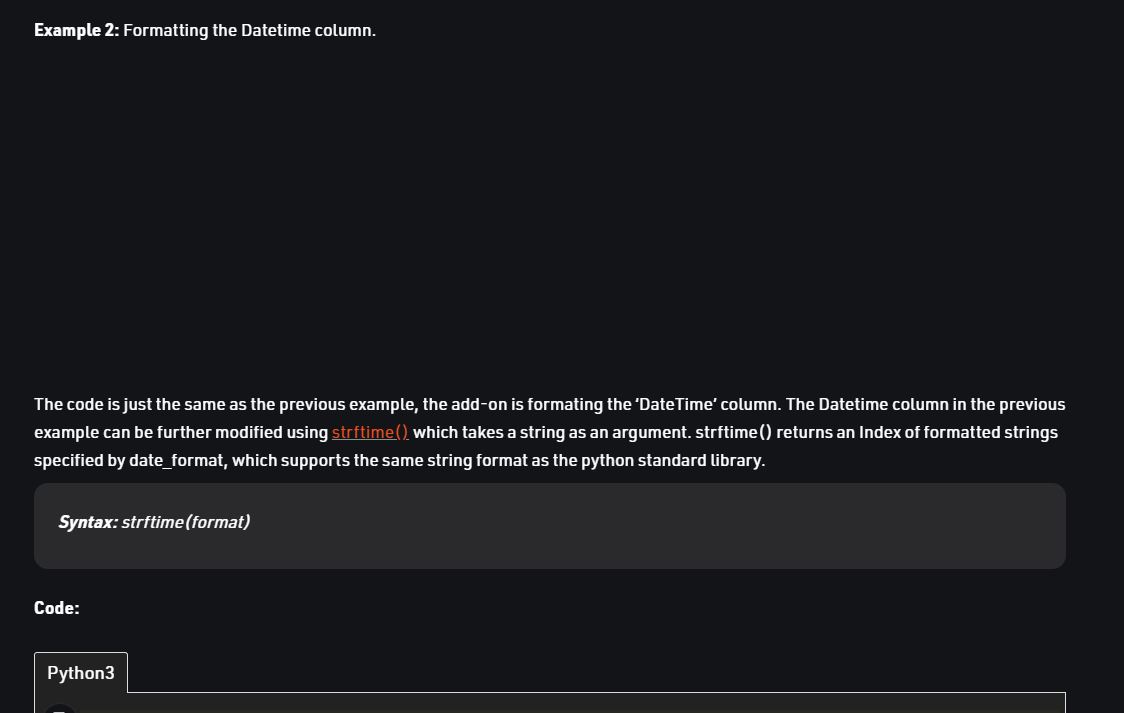 Example 2: Formatting the Datetime column.
The code is just the same as the previous example, the add-on is formating the ‘DateTime’ column. The Datetime column in the previous
example can be further modified using strftime() which takes a string as an argument. strftime() returns an Index of formatted strings
specified by date_format, which supports the same string format as the python standard library.
Syntax: strftime(format)
Code:
Python3